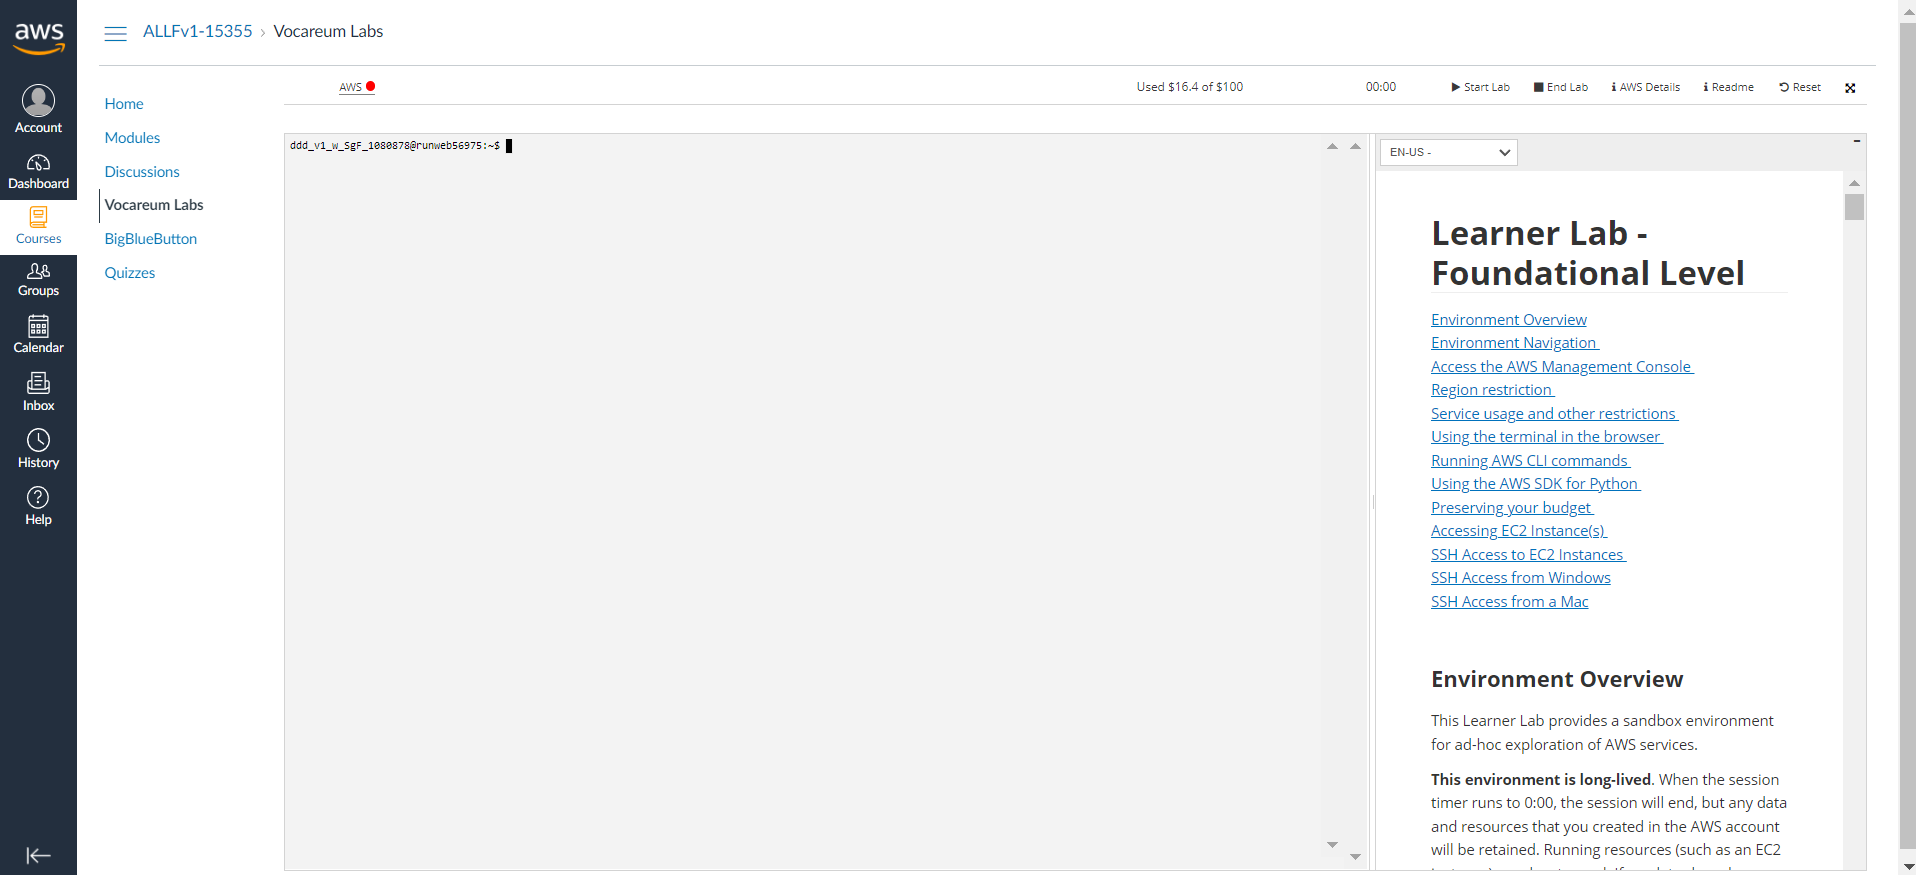 aws
Account
Dashboard
Courses
Groups
Calendar
Inbox
History
Help
ALLFv1-15355 › Vocareum Labs
Home
Modules
Discussions
Vocareum Labs
BigBlueButton
Quizzes
AWS
Used $16.4 of $100
00:00
Start Lab
End Lab
AWS Details
Readme
Reset
ddd_v1_w_SgF_1080878@runweb56975:~$
EN-US -
Learner Lab -
Foundational Level
Environment Overview
Environment Navigation
Access the AWS Management Console
Region restriction
Service usage and other restrictions
Using the terminal in the browser
Running AWS CLI commands
Using the AWS SDK for Python
Preserving your budget
Accessing EC2 Instance(s)
SSH Access to EC2 Instances
SSH Access from Windows
SSH Access from a Mac
Environment Overview
This Learner Lab provides a sandbox environment
for ad-hoc exploration of AWS services.
This environment is long-lived. When the session
timer runs to 0:00, the session will end, but any data
and resources that you created in the AWS account
will be retained. Running resources (such as an EC2